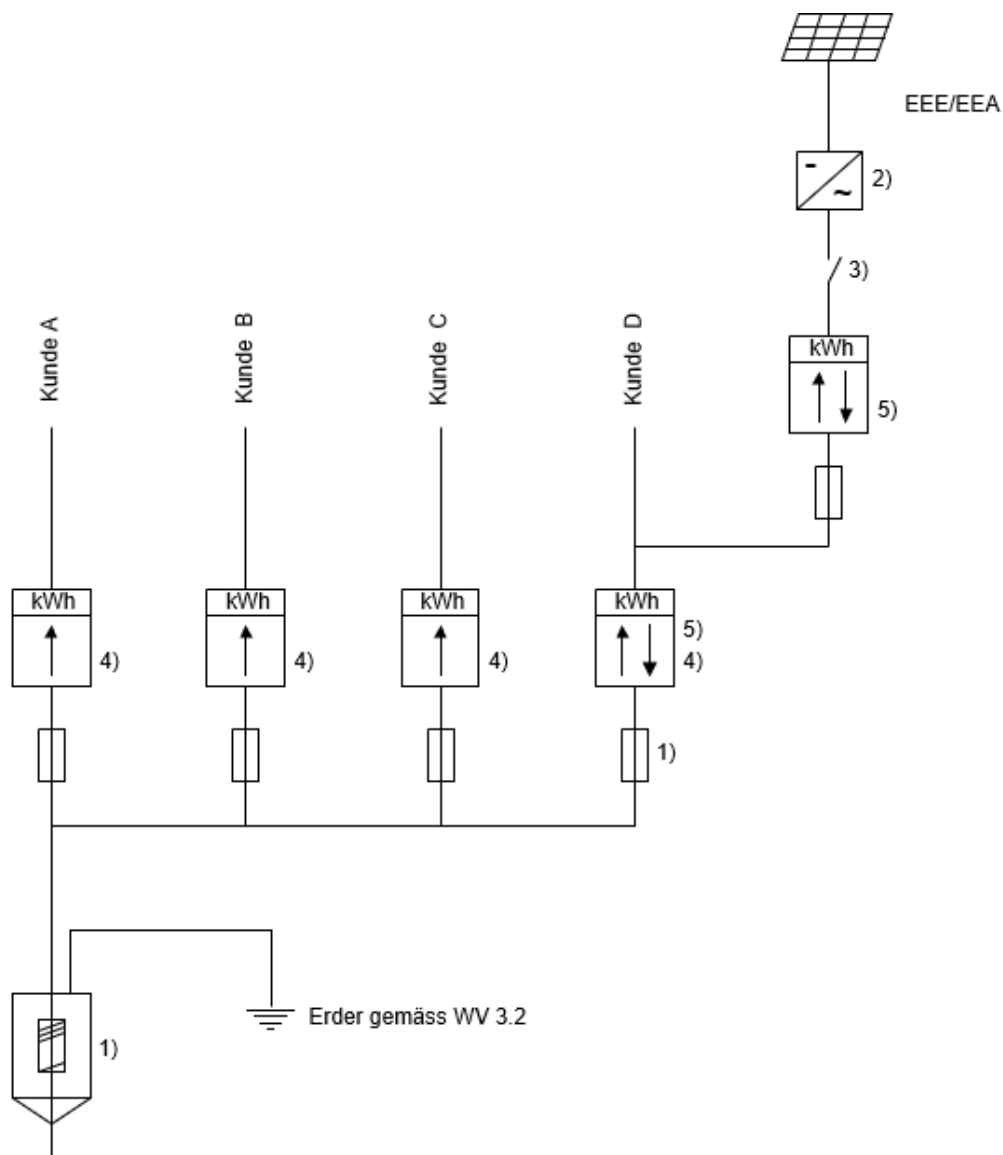 EEE/EEA
2)
3)
kWh
5)
Kunde A
Kunde B
Kunde C
Kunde D
kWh
4)
kWh
4)
kWh
4)
kWh
5)
4)
1)
Erder gemäss WV 3.2
1)